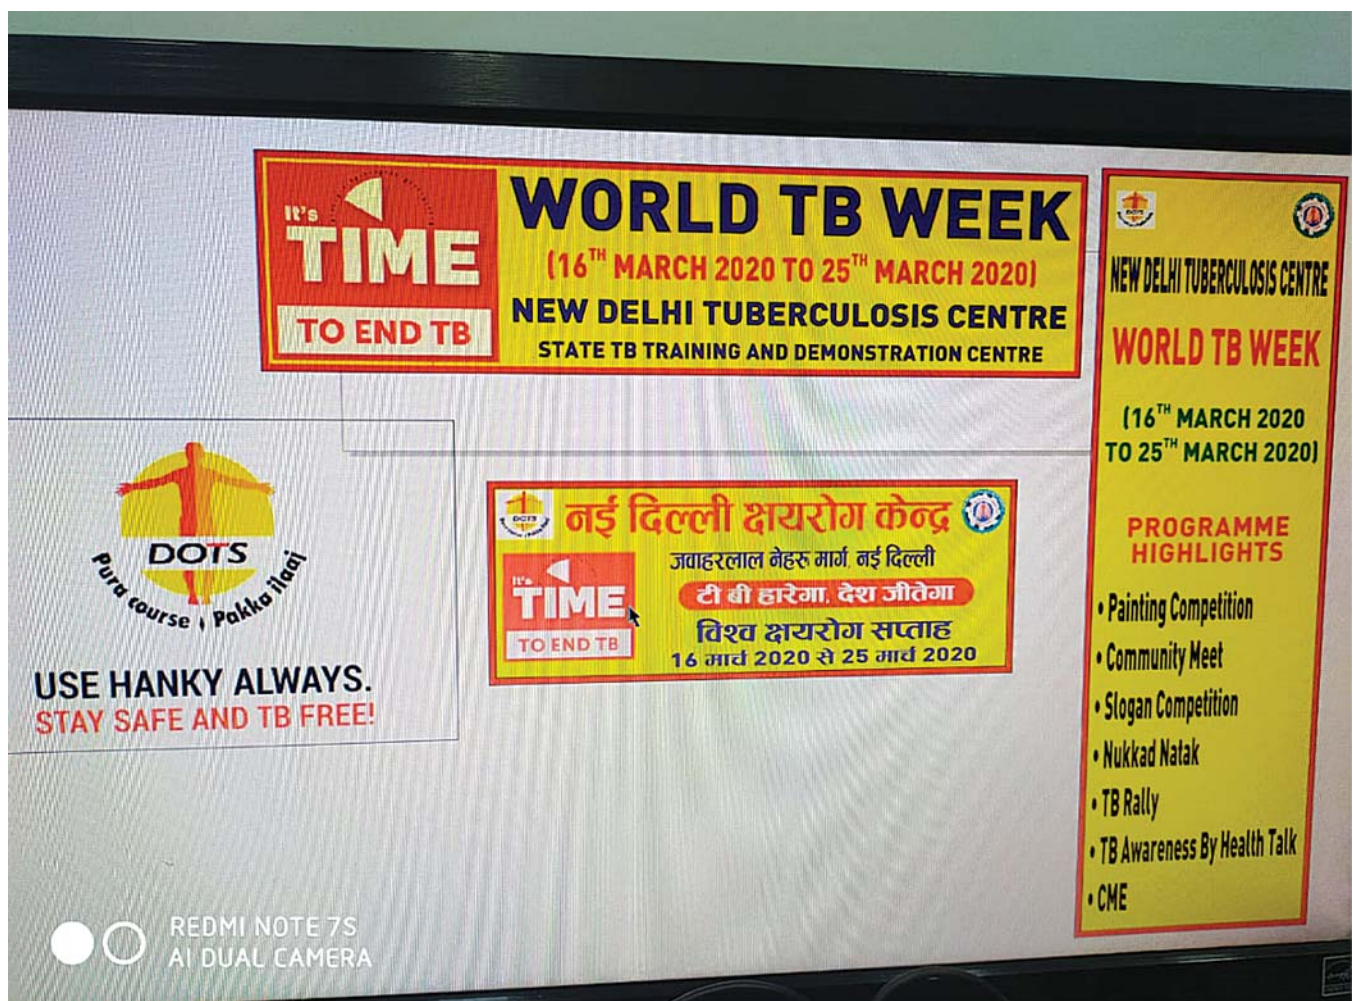 It's
TIME
TO END TB
WORLD TB WEEK
(16TH MARCH 2020 TO 25TH MARCH 2020)
NEW DELHI TUBERCULOSIS CENTRE
STATE TB TRAINING AND DEMONSTRATION CENTRE
DOTS
NEW DELHI TUBERCULOSIS CENTRE
WORLD TB WEEK
(16TH MARCH 2020
TO 25TH MARCH 2020)
PROGRAMME
HIGHLIGHTS
• Painting Competition
• Community Meet
• Slogan Competition
• Nukkad Natak
• TB Rally
• TB Awareness By Health Talk
• CME
DOTS
Pura course, Pakka ilaaj
USE HANKY ALWAYS.
STAY SAFE AND TB FREE!
DOTS
नई दिल्ली क्षयरोग केन्द्र
जवाहरलाल नेहरू मार्ग, नई दिल्ली
It's
TIME
TO END TB
टी बी हारेगा, देश जीतेगा
विश्व क्षयरोग सप्ताह
16 मार्च 2020 से 25 मार्च 2020
REDMI NOTE 7S
AI DUAL CAMERA